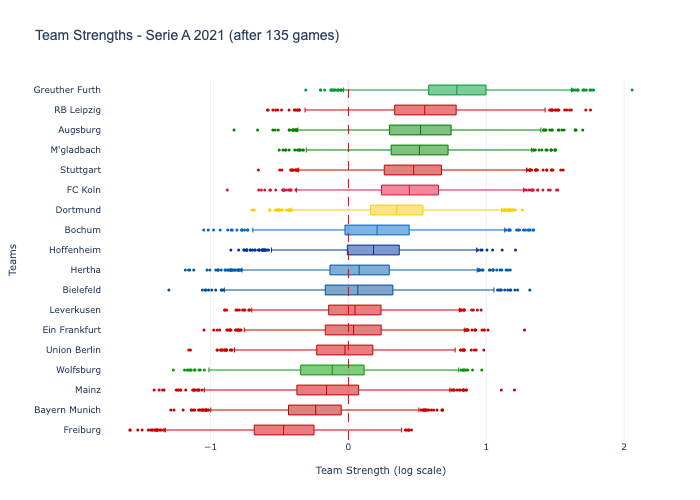 Team Strengths - Serie A 2021 (after 135 games)
Greuther Furth
RB Leipzig
Augsburg
M'gladbach
Stuttgart
FC Koln
Dortmund
Bochum
Hoffenheim
Hertha
Bielefeld
Leverkusen
Ein Frankfurt
Union Berlin
Wolfsburg
Mainz
Bayern Munich
Freiburg
Teams
−1 0 1 2
Team Strength (log scale)